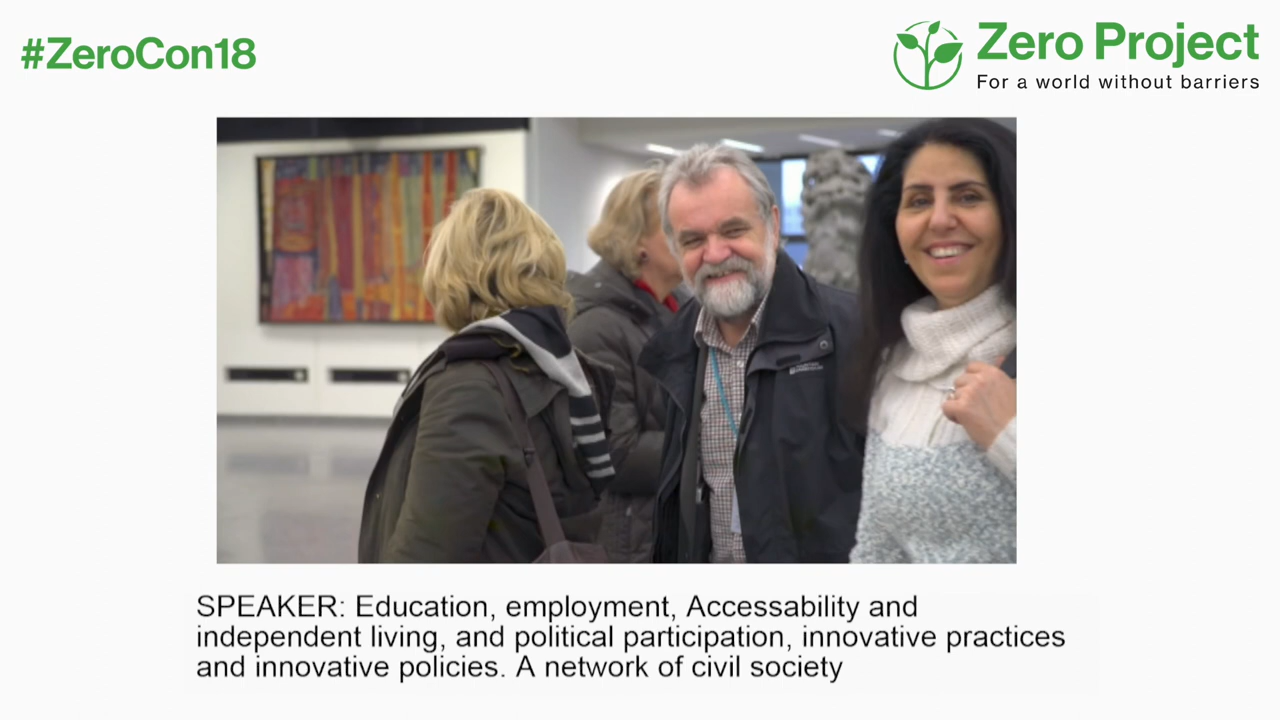 #ZeroCon18
Zero Project
For a world without barriers
SPEAKER: Education, employment, Accessability and
independent living, and political participation, innovative practices
and innovative policies. A network of civil society